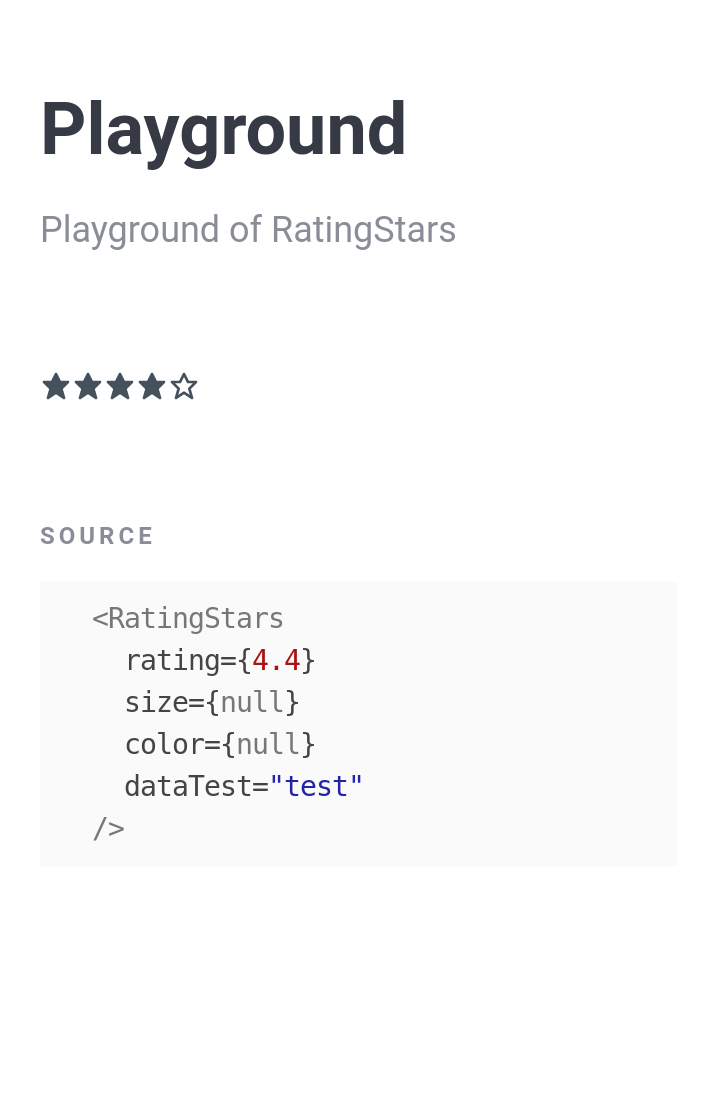 Playground
Playground of RatingStars
SOURCE
<RatingStars
  rating={4.4}
  size={null}
  color={null}
  dataTest="test"
/>